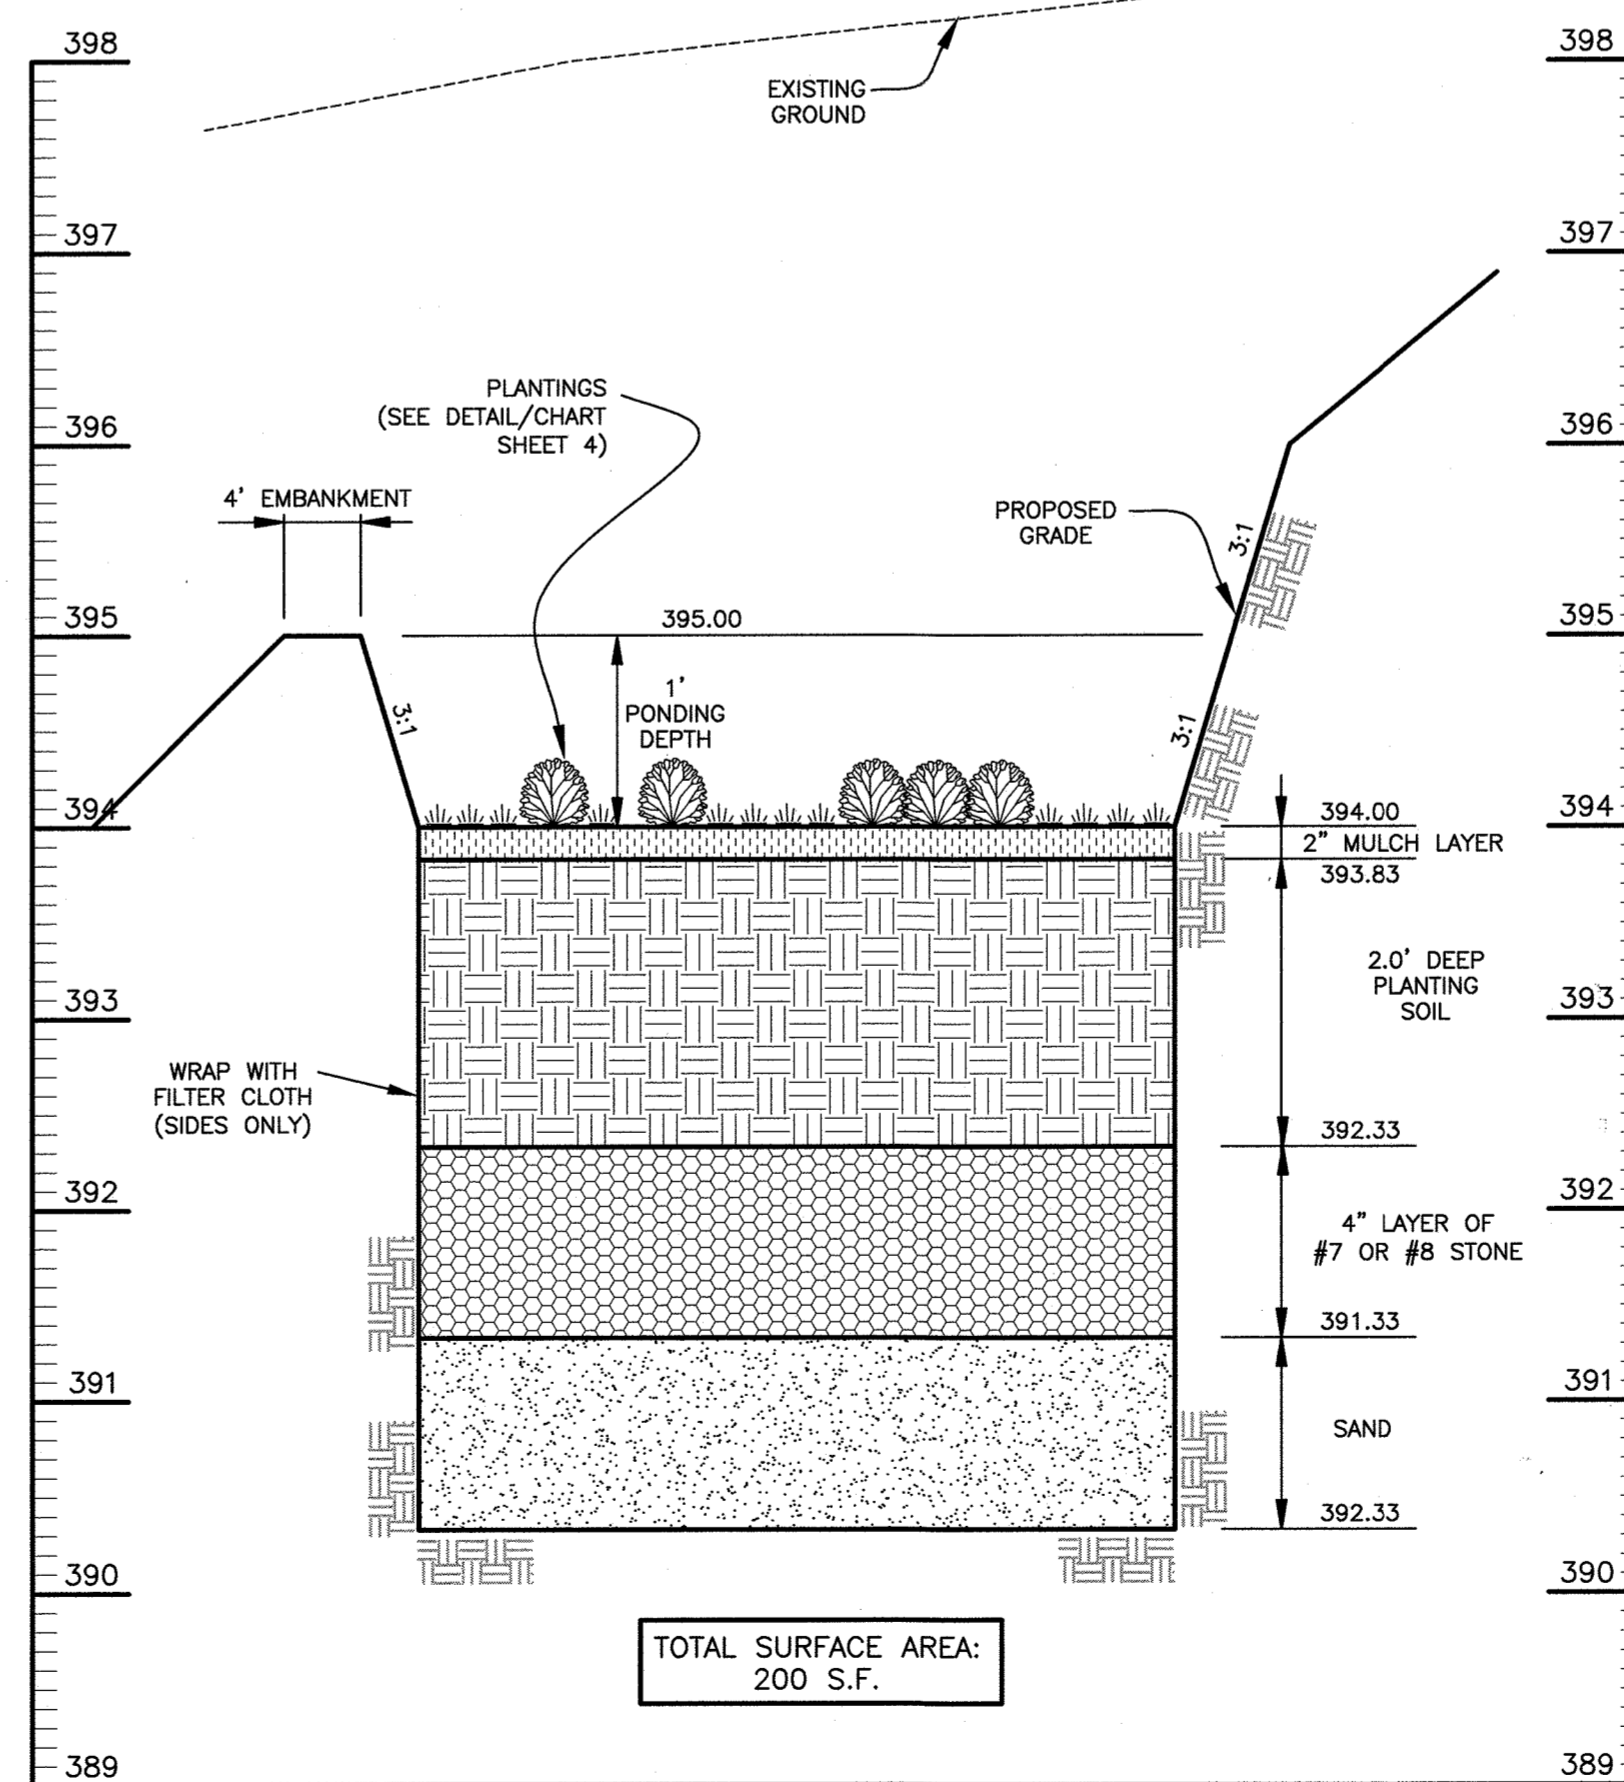 398
398
EXISTING
GROUND
397
397
PLANTINGS
(SEE DETAIL/CHART
SHEET 4)
396
396
4' EMBANKMENT
PROPOSED
GRADE
3:1
395
395.00
395
1'
PONDING
DEPTH
3:1
3:1
394
394.00
394
2" MULCH LAYER
393.83
2.0' DEEP
PLANTING
SOIL
393
393
WRAP WITH
FILTER CLOTH
(SIDES ONLY)
392.33
392
392
4" LAYER OF
#7 OR #8 STONE
391.33
391
391
SAND
392.33
390
390
TOTAL SURFACE AREA:
200 S.F.
389
389